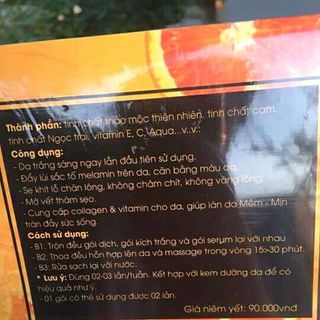 Thành phần: tinh chất thảo mộc thiên nhiên, tinh chất cam,
tinh chất Ngọc trai, vitamin E, C, Aqua...v..v..
Công dụng:
- Da trắng sáng ngay lần đầu tiên sử dụng.
- Đẩy lùi sắc tố melamin trên da, cân bằng màu da.
- Se khít lỗ chân lông, không châm chít, không vàng lông.
- Mờ vết thâm sẹo.
- Cung cấp collagen & vitamin cho da, giúp làn da Mềm - Mịn
tràn đầy sức sống.
Cách sử dụng:
- B1: Trộn đều gói dịch, gói kích trắng và gói serum lại với nhau
- B2: Thoa đều hỗn hợp lên da và massage trong vòng 15>30 phút.
- B3: Rửa sạch lại với nước.
* Lưu ý: Dùng 02-03 lần/tuần. Kết hợp với kem dưỡng da để có
hiệu quả như ý.
- 01 gói có thể sử dụng được 02 lần.
Giá niêm yết: 90.000vnđ